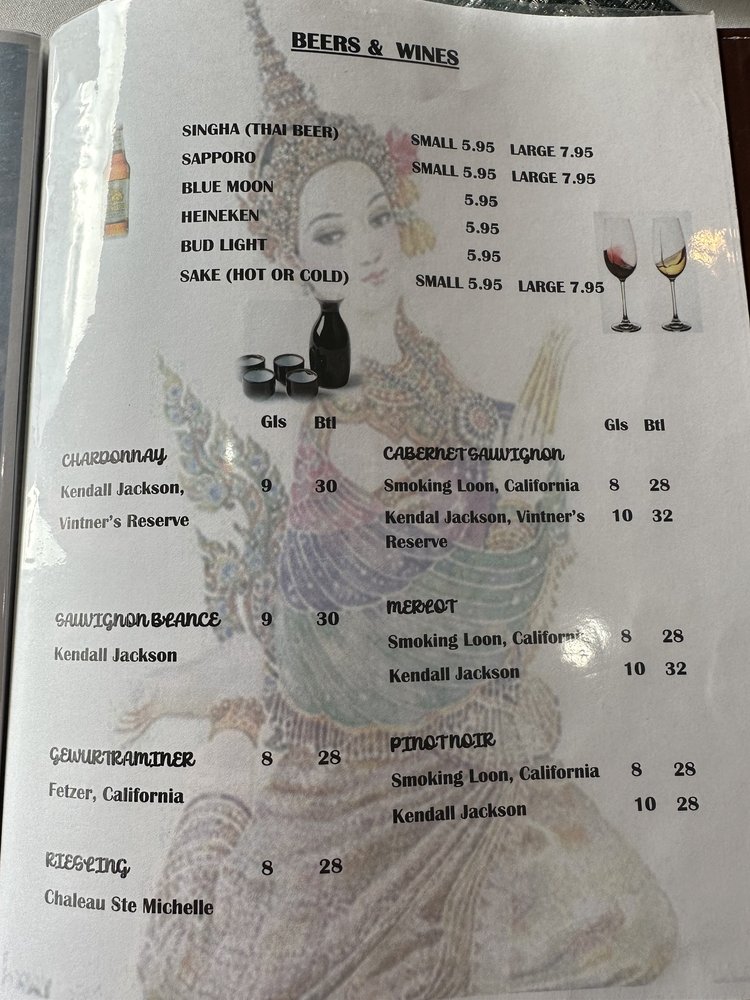 BEERS & WINES
SINGHA (THAI BEER) SMALL 5.95 LARGE 7.95
SAPPORO SMALL 5.95 LARGE 7.95
BLUE MOON 5.95
HEINEKEN 5.95
BUD LIGHT 5.95
SAKE (HOT OR COLD) SMALL 5.95 LARGE 7.95
Gls Btl
CHARDONNAY
Kendall Jackson, 9 30
Vintner's Reserve
SAUVIGNON BLANCE 9 30
Kendall Jackson
GEWURTRAMINER 8 28
Fetzer, California
RIESLING 8 28
Chaleau Ste Michelle
Gls Btl
CABERNET SAUVIGNON
Smoking Loon, California 8 28
Kendal Jackson, Vintner's 10 32
Reserve
MERLOT
Smoking Loon, California 8 28
Kendall Jackson 10 32
PINOT NOIR
Smoking Loon, California 8 28
Kendall Jackson 10 28